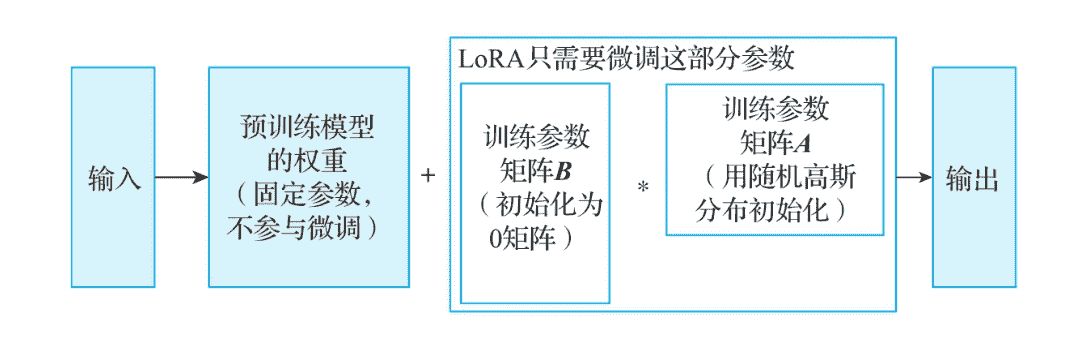 输入
预训练模型
的权重
（固定参数，
不参与微调）
+
LoRA只需要微调这部分参数
训练参数
矩阵B
（初始化为
0矩阵）
*
训练参数
矩阵A
（用随机高斯
分布初始化）
输出